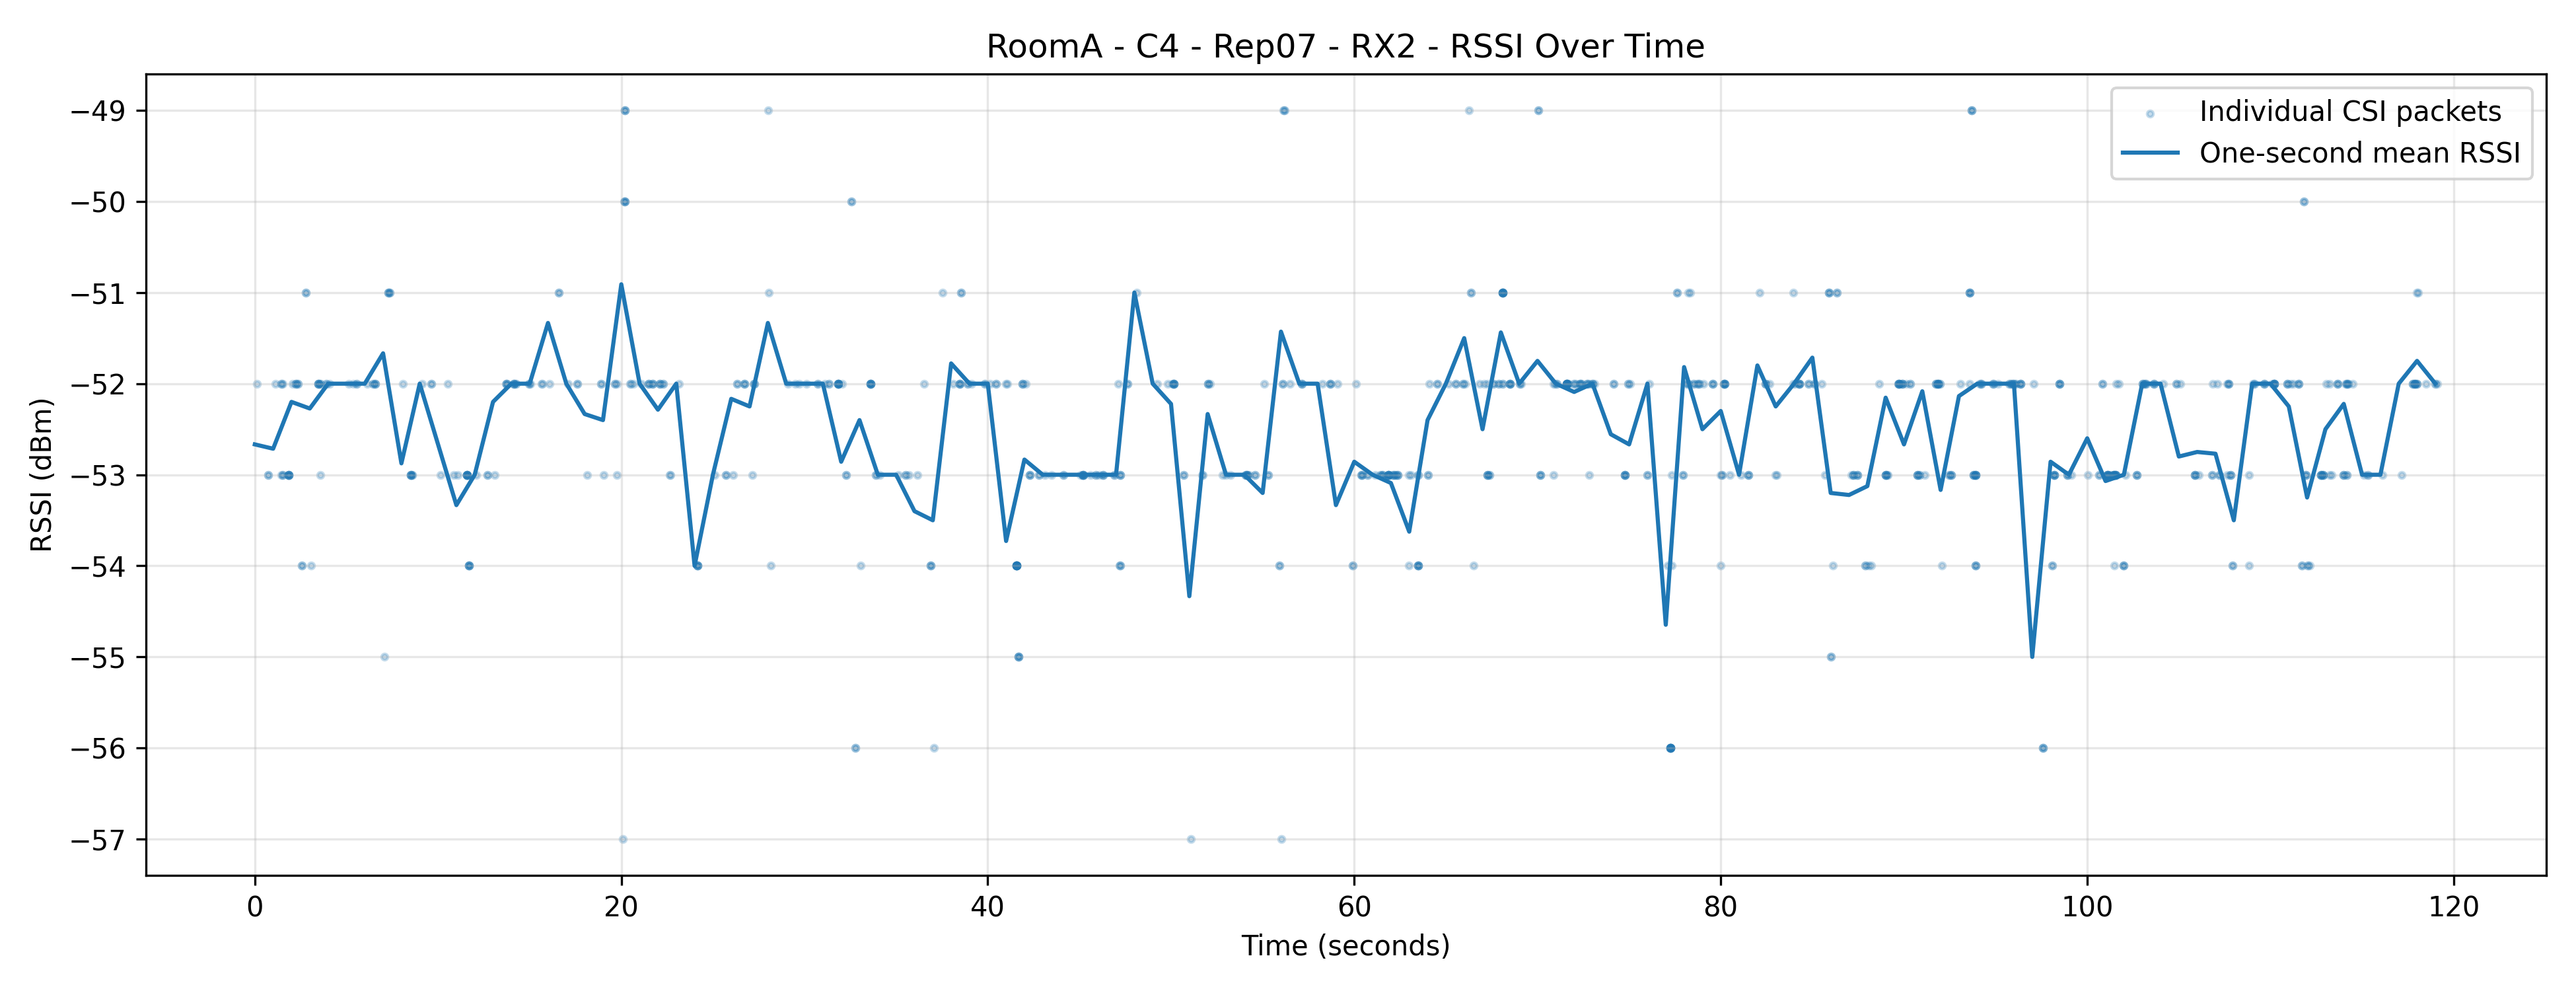 RoomA - C4 - Rep07 - RX2 - RSSI Over Time
Individual CSI packets
One-second mean RSSI
−49
−50
−51
−52
−53
−54
−55
−56
−57
RSSI (dBm)
0 20 40 60 80 100 120
Time (seconds)